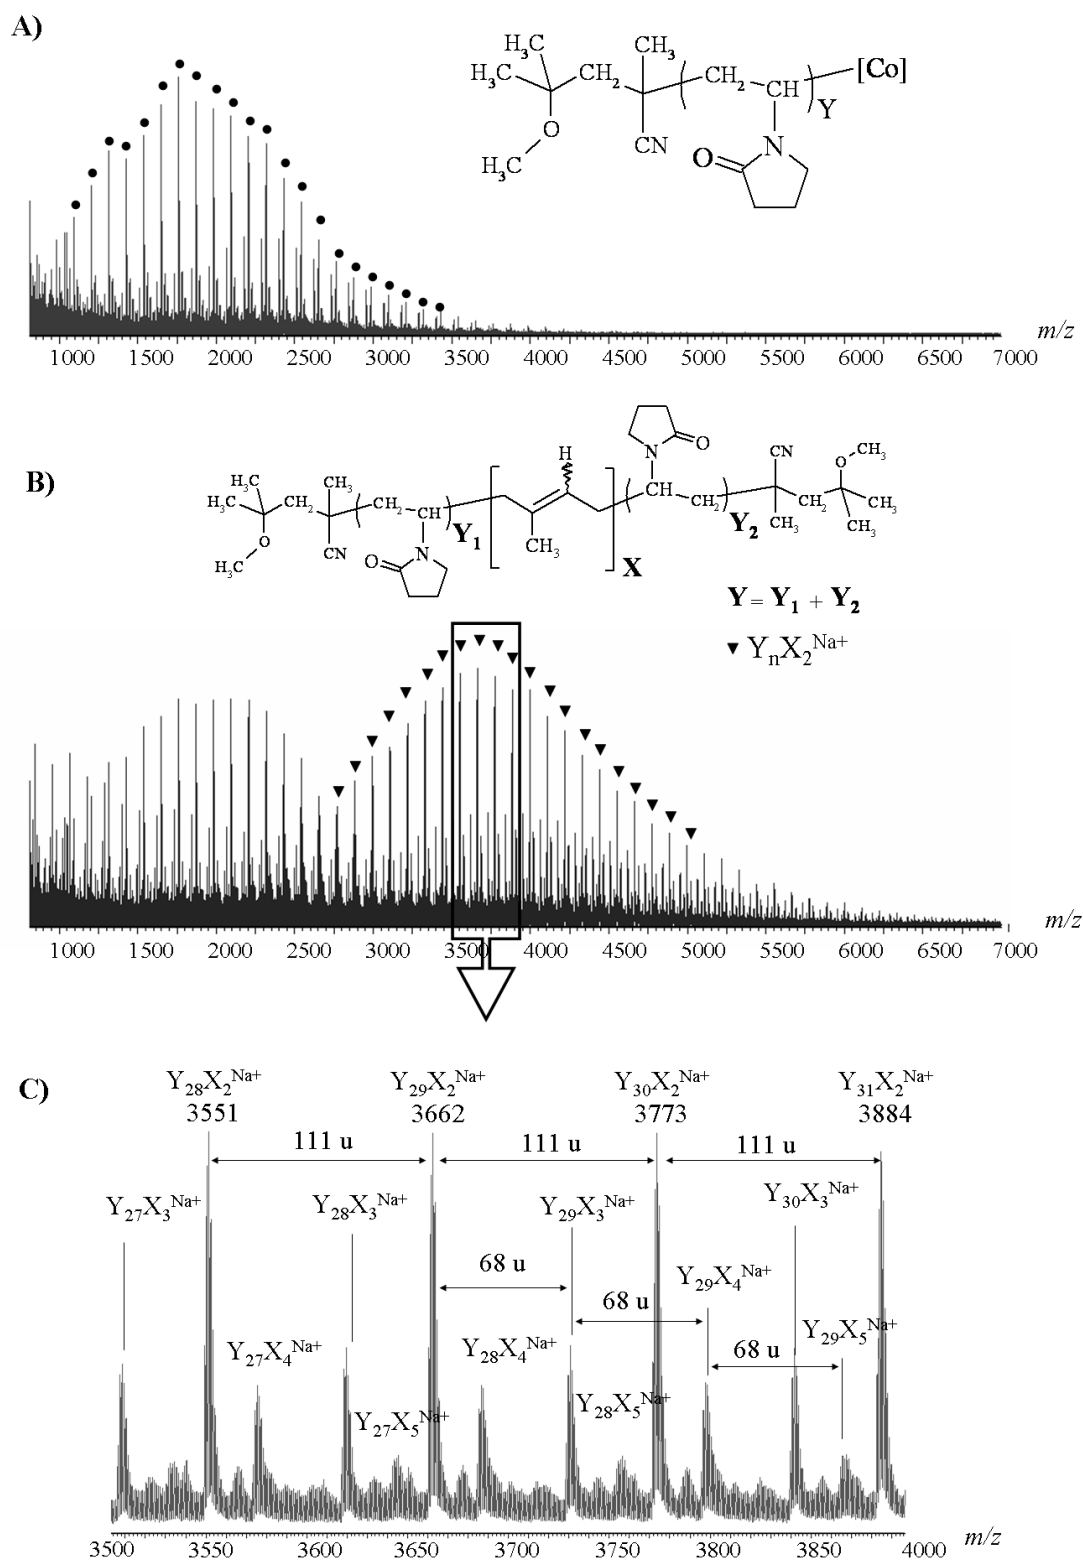 A)
H₃C CH₃
H₃C CH₂ CH₂ CH [Co]
O CN Y
H₃C O N
1000 1500 2000 2500 3000 3500 4000 4500 5000 5500 6000 6500 7000
m/z
B)
H₃C CH₃ CH₂ CH₂ CH Y₁ H X CH CH₂ Y₂ CN O CH₃
H₃C O CN O N CH₃ N O CH₃ CH₂ CH₃
H₃C CH₃
Y = Y₁ + Y₂
▼ YₙX₂ᴺᵃ⁺
1000 1500 2000 2500 3000 3500 4000 4500 5000 5500 6000 6500 7000
m/z
C)
Y₂₈X₂ᴺᵃ⁺ Y₂₉X₂ᴺᵃ⁺ Y₃₀X₂ᴺᵃ⁺ Y₃₁X₂ᴺᵃ⁺
3551 3662 3773 3884
111 u 111 u 111 u
Y₂₇X₃ᴺᵃ⁺ Y₂₈X₃ᴺᵃ⁺ Y₂₉X₃ᴺᵃ⁺ Y₃₀X₃ᴺᵃ⁺
68 u Y₂₉X₄ᴺᵃ⁺
68 u
Y₂₇X₄ᴺᵃ⁺ Y₂₈X₄ᴺᵃ⁺ 68 u Y₂₉X₅ᴺᵃ⁺
Y₂₇X₅ᴺᵃ⁺ Y₂₈X₅ᴺᵃ⁺
3500 3550 3600 3650 3700 3750 3800 3850 4000
m/z